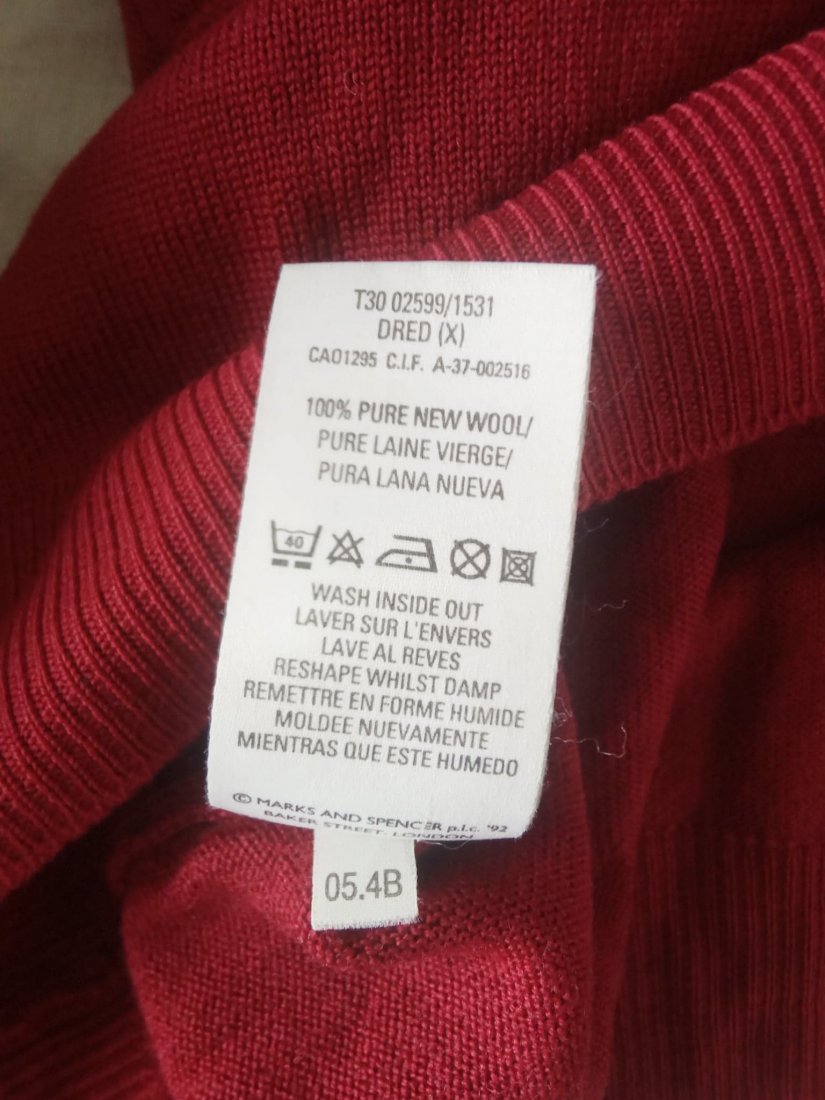 T30 02599/1531
DRED (X)
CA01295 C.I.F. A-37-002516
100% PURE NEW WOOL/
PURE LAINE VIERGE/
PURA LANA NUEVA
40
WASH INSIDE OUT
LAVER SUR L'ENVERS
LAVE AL REVES
RESHAPE WHILST DAMP
REMETTRE EN FORME HUMIDE
MOLDEE NUEVAMENTE
MIENTRAS QUE ESTE HUMEDO
© MARKS AND SPENCER p.l.c. '92
BAKER STREET, LONDON
05.4B